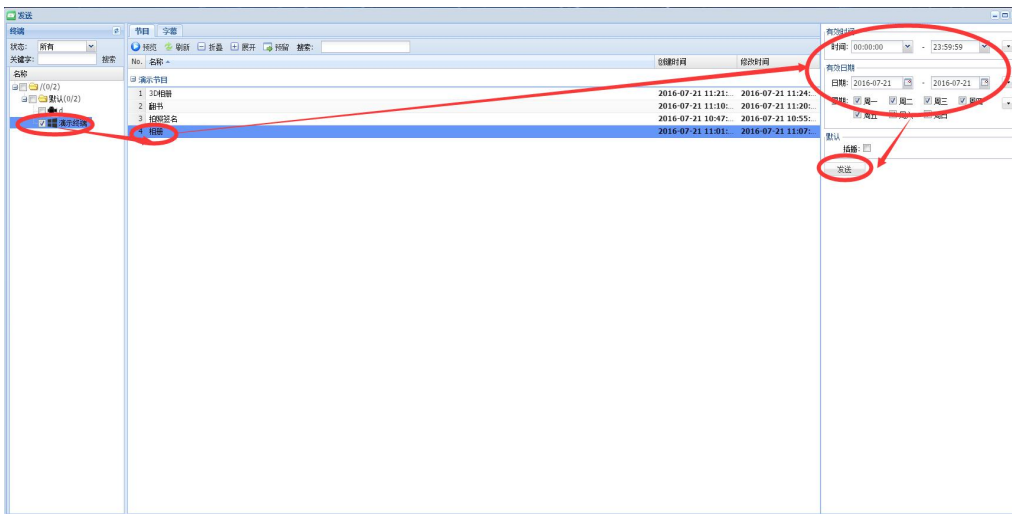 发送
终端
状态: 所有
关键字: 搜索
名称
/(0/2)
默认(0/2)
d
演示终端
节目 字幕
预览 刷新 折叠 展开 预留 搜索:
No. 名称 创建时间 修改时间
演示节目
1 3D相册 2016-07-21 11:21:... 2016-07-21 11:24:...
2 翻书 2016-07-21 11:10:... 2016-07-21 11:20:...
3 拍照签名 2016-07-21 10:47:... 2016-07-21 10:55:...
4 相册 2016-07-21 11:01:... 2016-07-21 11:07:...
有效时间
时间: 00:00:00 - 23:59:59
有效日期
日期: 2016-07-21 - 2016-07-21
周一 周二 周三 周四
周五 周六 周日
默认
插播:
发送